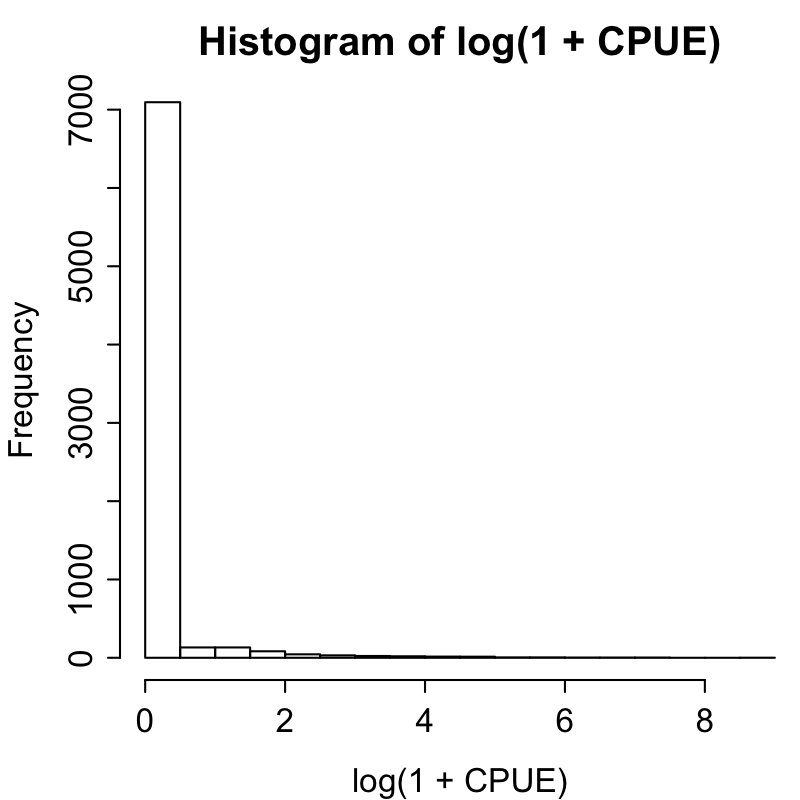 Histogram of log(1 + CPUE)
Frequency
7000
5000
3000
1000
0
0 2 4 6 8
log(1 + CPUE)